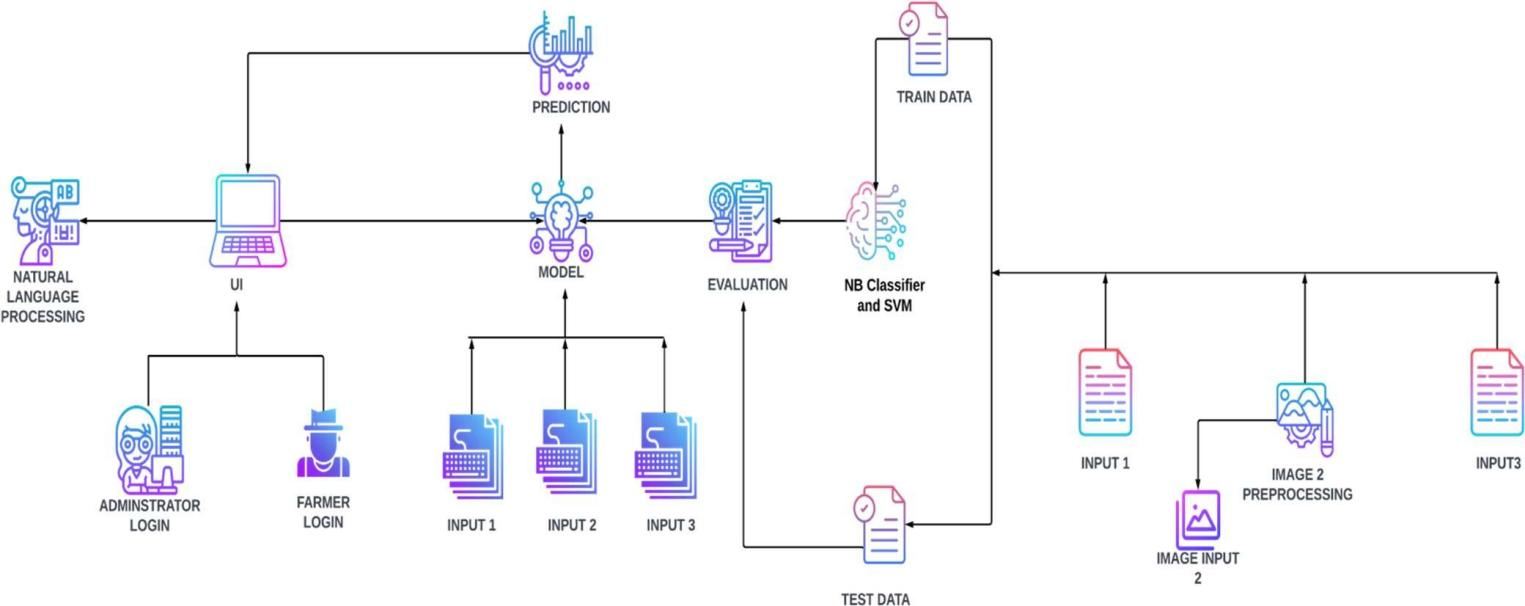 TRAIN DATA
PREDICTION
AB
NATURAL
LANGUAGE
PROCESSING
UI
MODEL
EVALUATION
NB Classifier
and SVM
ADMINSTRATOR
LOGIN
FARMER
LOGIN
INPUT 1
INPUT 2
INPUT 3
INPUT 1
IMAGE 2
PREPROCESSING
INPUT3
IMAGE INPUT
2
TEST DATA